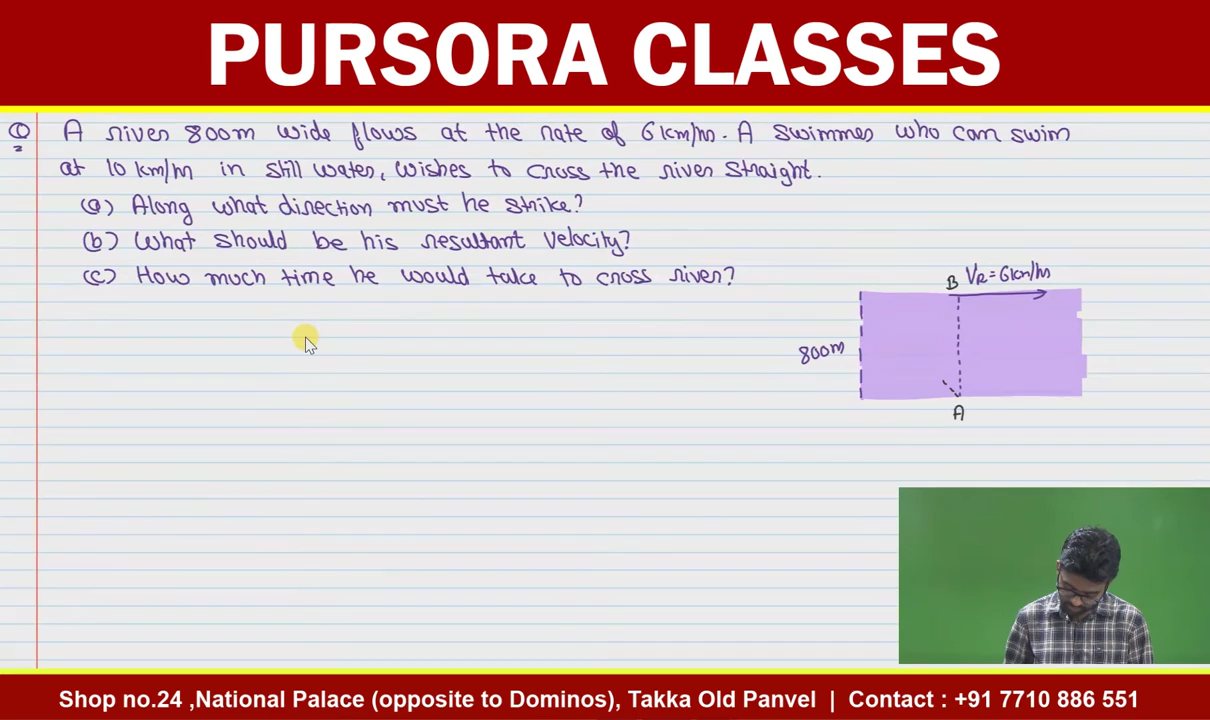 PURSORA CLASSES
Q A river 800m wide flows at the rate of 6 km/hr. A swimmer who can swim
at 10 km/hr in still water, wishes to cross the river straight.
(a) Along what direction must he strike?
(b) What should be his resultant velocity?
(c) How much time he would take to cross river?
B VR = 6km/hr
800m
A
Shop no.24 ,National Palace (opposite to Dominos), Takka Old Panvel | Contact : +91 7710 886 551